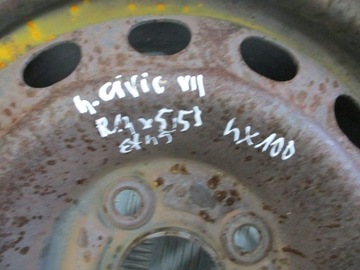 h. civic VII
R14x5,5J 4x100
et45